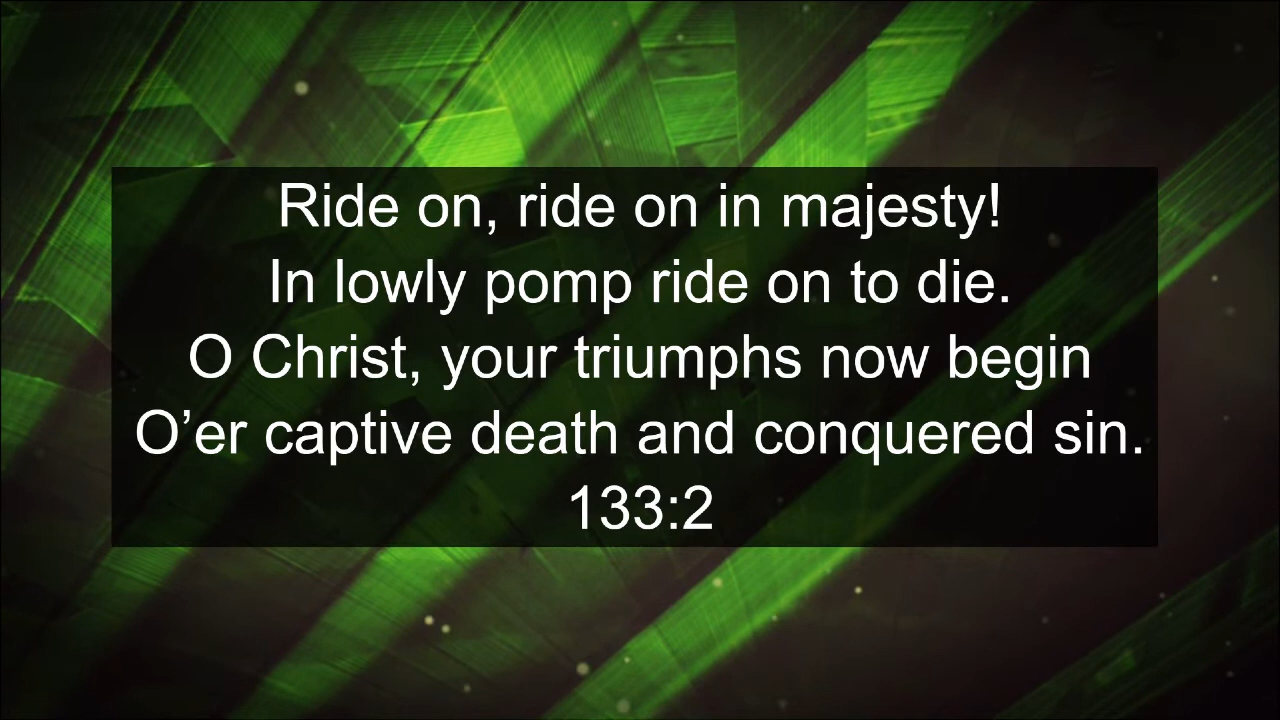 Ride on, ride on in majesty!
In lowly pomp ride on to die.
O Christ, your triumphs now begin
O’er captive death and conquered sin.
133:2